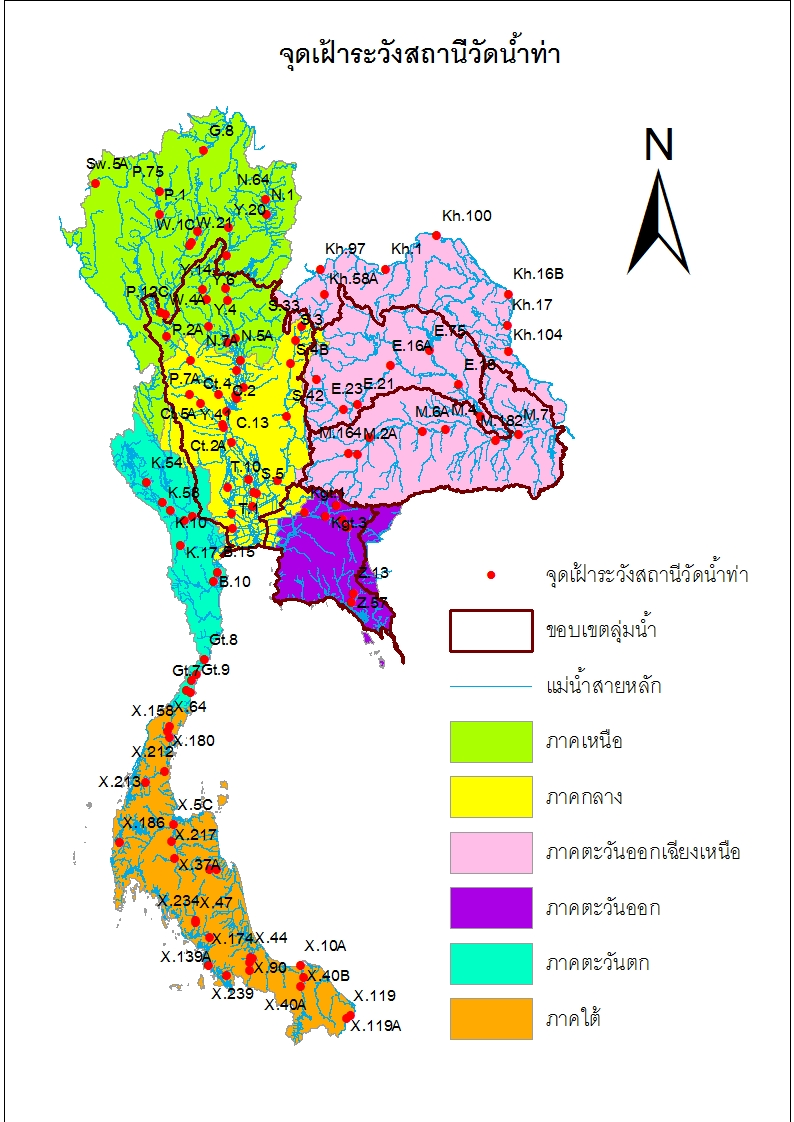 จุดเฝ้าระวังสถานีวัดน้ำท่า
N
G.8
Sw.5A
P.75
P.1
N.64
N.1
Y.20
W.1C
W.21
Kh.100
Kh.97
Kh.1
Kh.58A
Kh.16B
Kh.17
Kh.104
Y.14
Y.6
P.12C
W.4A
Y.4
S.33
S.3
P.2A
N.7A
N.5A
S.4B
E.75
E.16A
P.7A
Ct.4
C.2
S.42
E.23
E.21
Ct.5A
Y.41
C.13
M.6A
M.4
M.182
M.7
M.164
M.2A
Ct.2A
K.54
T.10
S.5
K.58
Kgt.1
K.10
Kgt.3
K.17
B.15
B.10
Z.13
Z.57
จุดเฝ้าระวังสถานีวัดน้ำท่า
ขอบเขตลุ่มน้ำ
แม่น้ำสายหลัก
ภาคเหนือ
ภาคกลาง
ภาคตะวันออกเฉียงเหนือ
ภาคตะวันออก
ภาคตะวันตก
ภาคใต้
Gt.8
Gt.7
Gt.9
X.158
X.64
X.180
X.212
X.213
X.5C
X.186
X.217
X.37A
X.234
X.47
X.174
X.44
X.139A
X.90
X.10A
X.239
X.40B
X.40A
X.119
X.119A